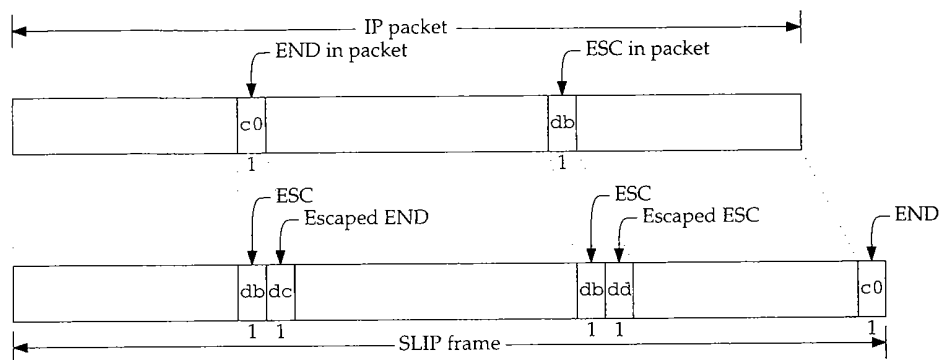 IP packet
END in packet
ESC in packet
c0
db
1
1
ESC
Escaped END
ESC
Escaped ESC
END
db
dc
db
dd
c0
1
1
1
1
1
SLIP frame